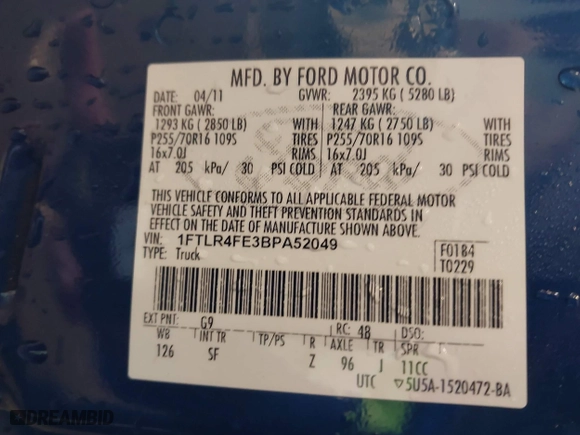 MFD. BY FORD MOTOR CO.
DATE: 04/11 GVWR: 2395 KG ( 5280 LB)
FRONT GAWR: REAR GAWR:
1293 KG ( 2850 LB) WITH 1247 KG ( 2750 LB) WITH
P255/70R16 109S TIRES P255/70R16 109S TIRES
16x7.0J RIMS 16x7.0J RIMS
AT 205 kPa/ 30 PSI COLD AT 205 kPa/ 30 PSI COLD
THIS VEHICLE CONFORMS TO ALL APPLICABLE FEDERAL MOTOR
VEHICLE SAFETY AND THEFT PREVENTION STANDARDS IN
EFFECT ON THE DATE OF MANUFACTURE SHOWN ABOVE.
VIN: 1FTLR4FE3BPA52049 F0184
TYPE: Truck T0229
EXT PNT: G9 RC: 48 DSO:
WB INT TR TP/PS R AXLE TR SPR
126 SF Z 96 J 11CC
UTC ▽5U5A-1520472-BA
DREAMBID